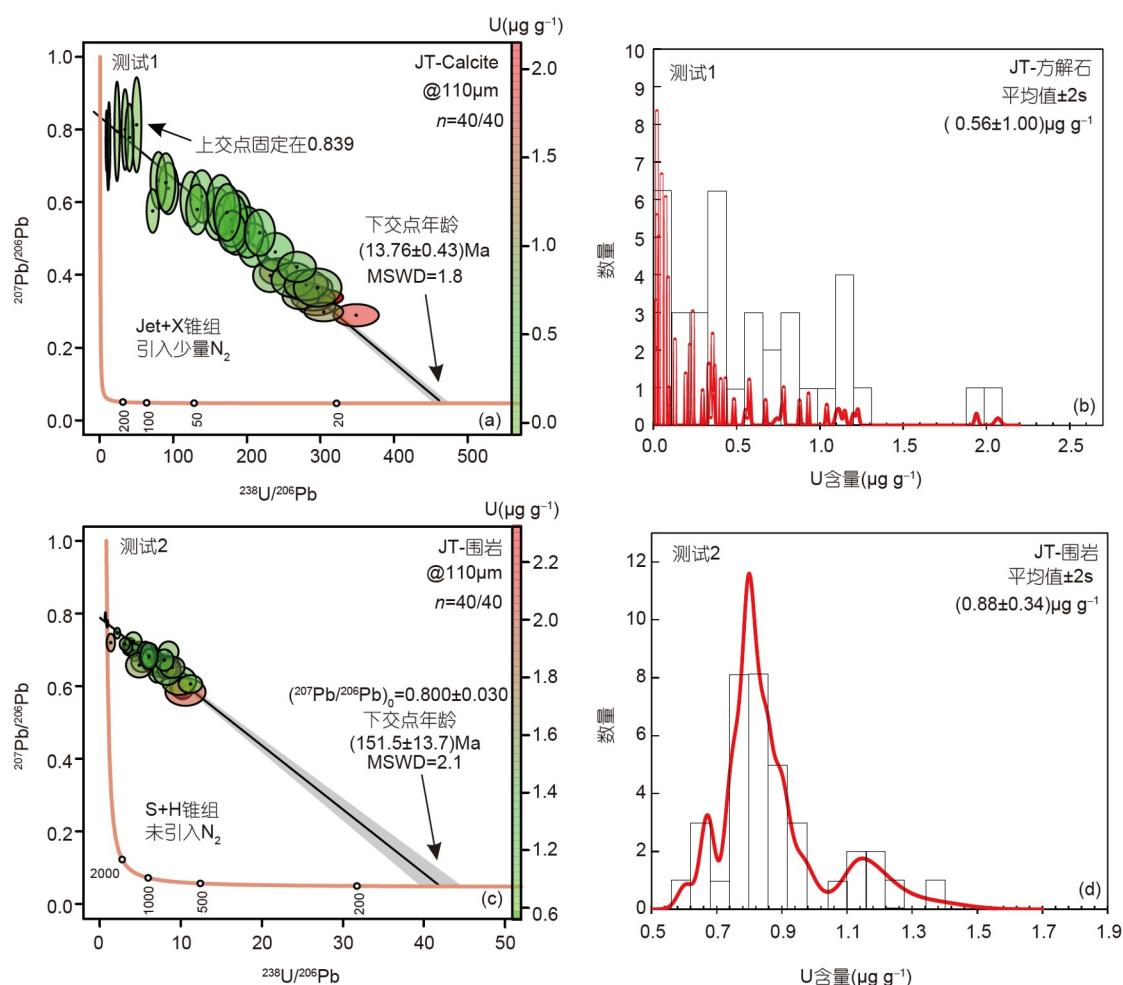 U(μg g⁻¹)
测试1
JT-Calcite
@110μm
n=40/40
上交点固定在0.839
下交点年龄
(13.76±0.43)Ma
MSWD=1.8
Jet+X锥组
引入少量N₂
200
100
50
20
(a)
1.0
0.8
0.6
0.4
0.2
0.0
²⁰⁷Pb/²⁰⁶Pb
0 100 200 300 400 500
²³⁸U/²⁰⁶Pb
2.0
1.5
1.0
0.5
0.0
测试1
JT-方解石
平均值±2s
( 0.56±1.00)μg g⁻¹
10
9
8
7
6
5
4
3
2
1
0
数量
(b)
0.0 0.5 1.0 1.5 2.0 2.5
U含量(μg g⁻¹)
U(μg g⁻¹)
测试2
JT-围岩
@110μm
n=40/40
(²⁰⁷Pb/²⁰⁶Pb)₀=0.800±0.030
下交点年龄
(151.5±13.7)Ma
MSWD=2.1
S+H锥组
未引入N₂
2000
1000
500
200
(c)
1.0
0.8
0.6
0.4
0.2
0.0
²⁰⁷Pb/²⁰⁶Pb
0 10 20 30 40 50
²³⁸U/²⁰⁶Pb
2.2
2.0
1.8
1.6
1.4
1.2
1.0
0.8
0.6
测试2
JT-围岩
平均值±2s
(0.88±0.34)μg g⁻¹
12
10
8
6
4
2
0
数量
(d)
0.5 0.7 0.9 1.1 1.3 1.5 1.7 1.9
U含量(μg g⁻¹)